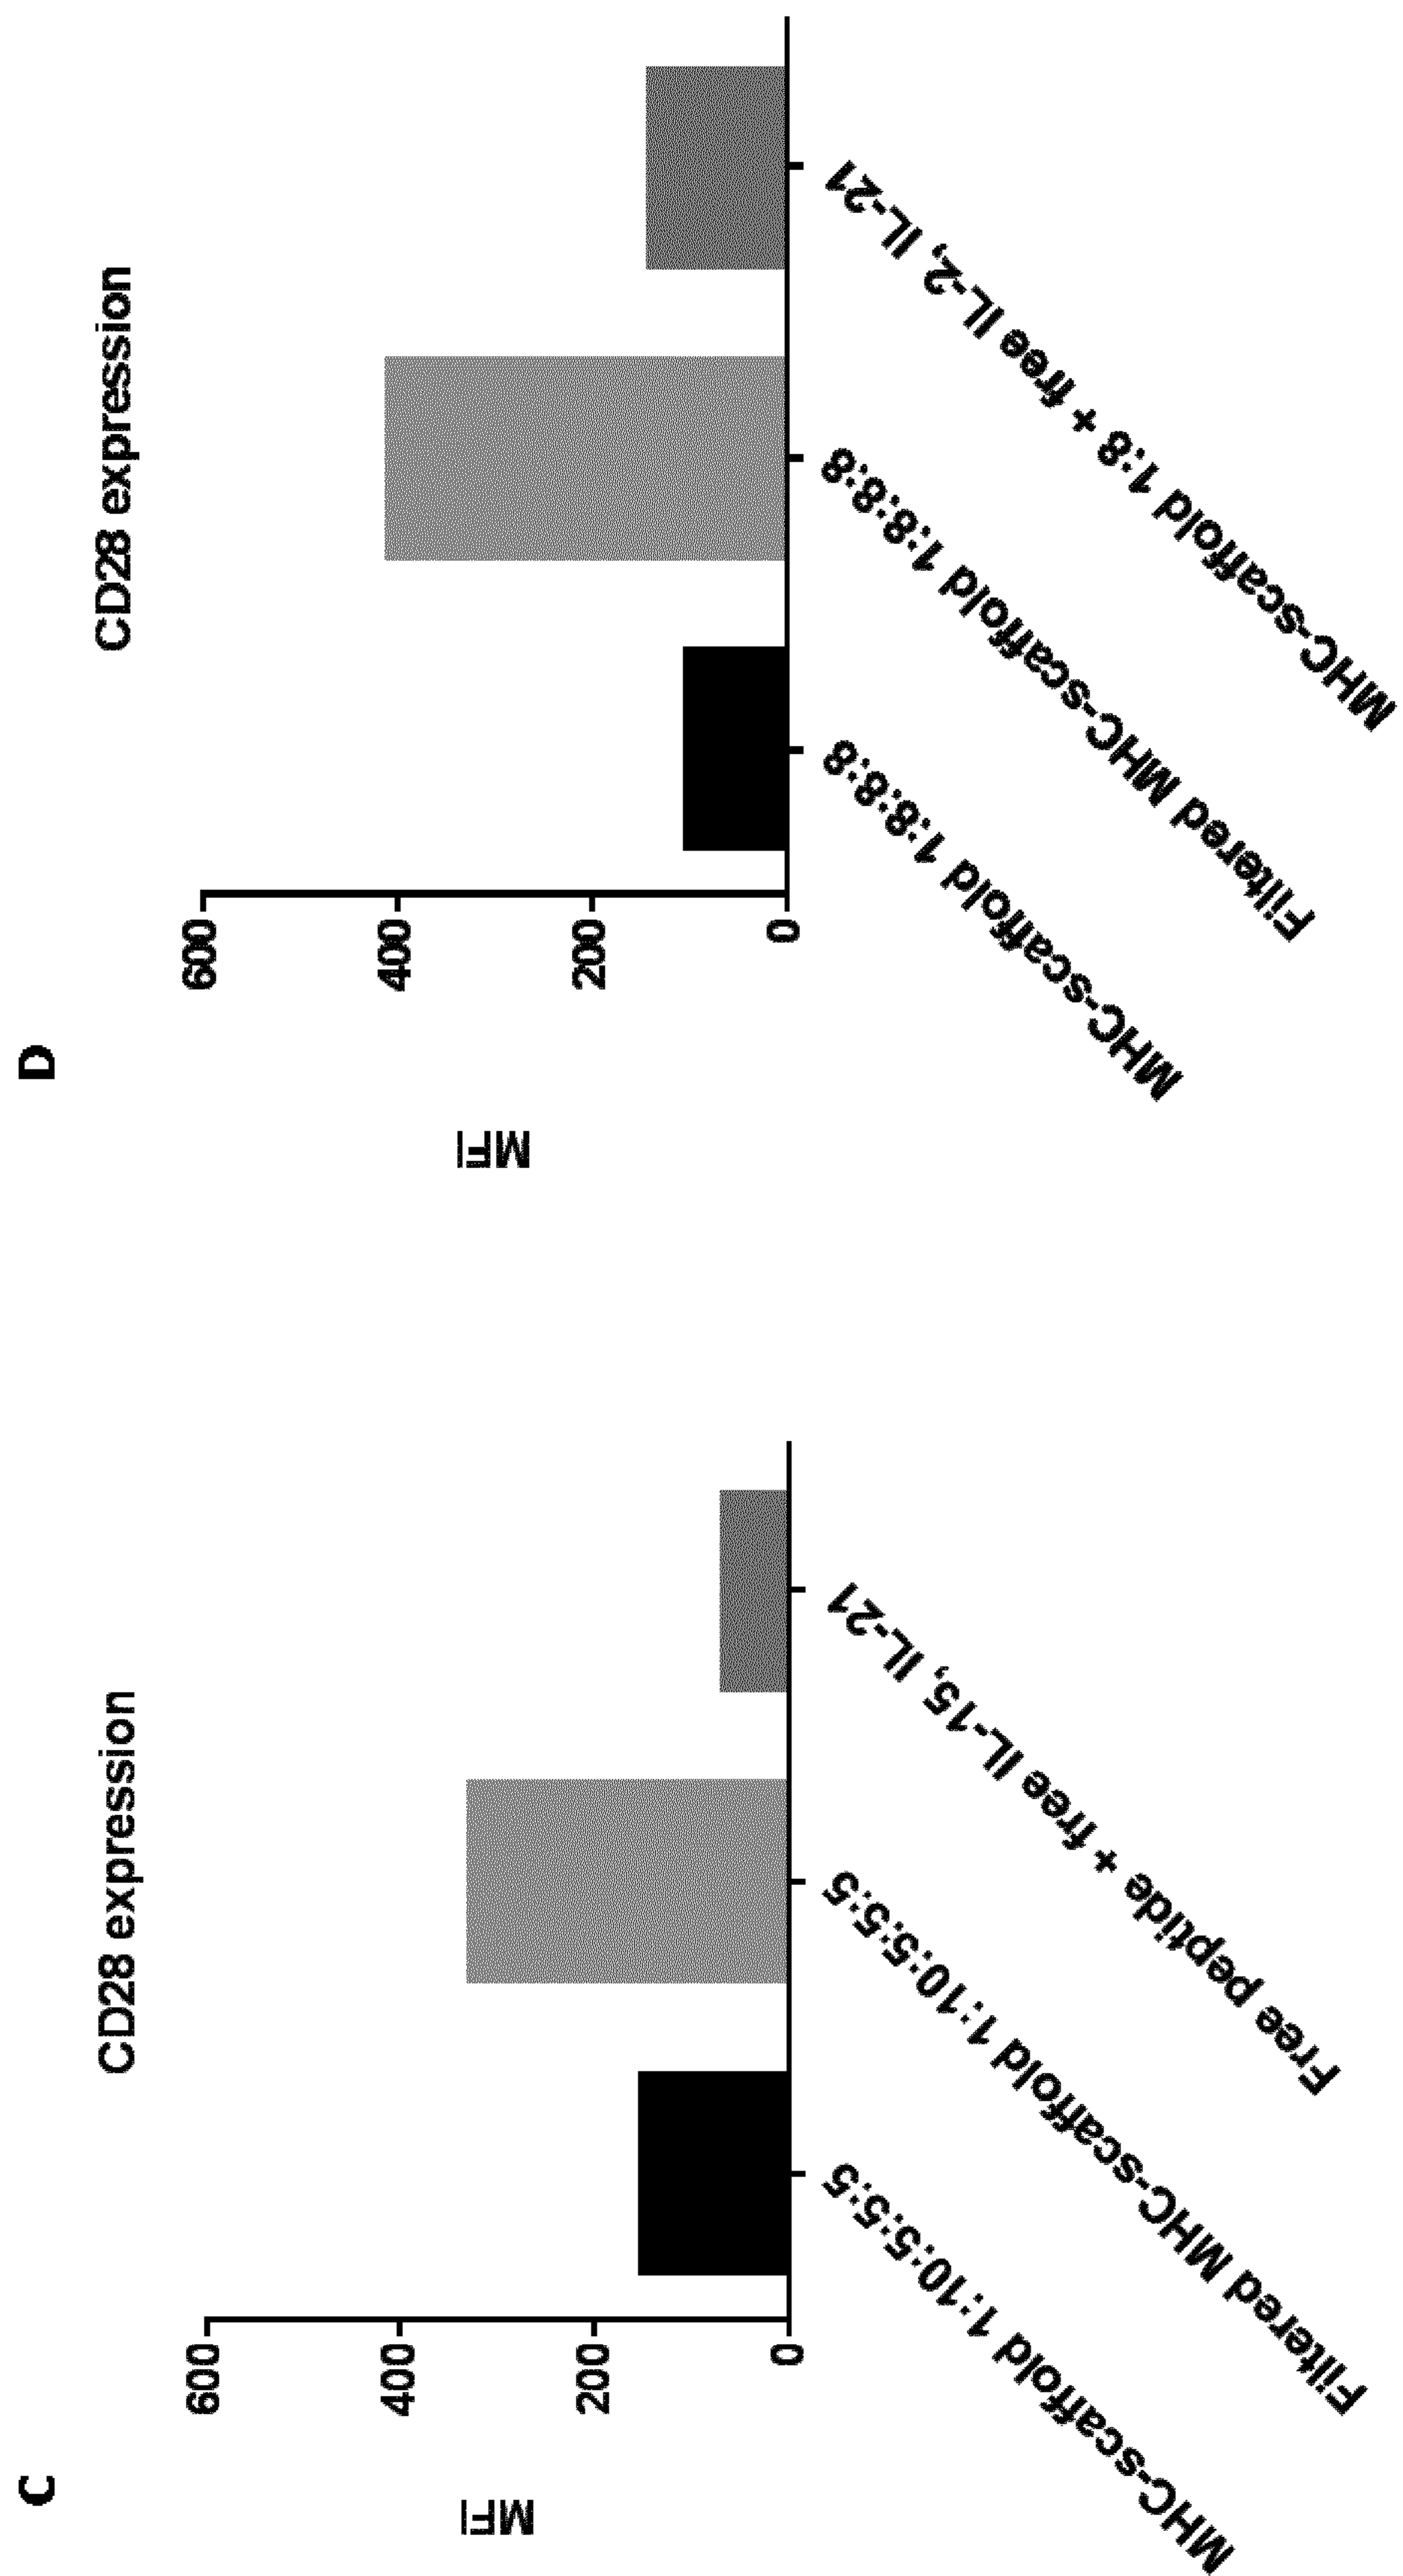 C
CD28 expression
MFI
600
400
200
0
MHC-scaffold 1:10:5:5:5
Filtered MHC-scaffold 1:10:5:5:5
Free peptide + free IL-15, IL-21
D
CD28 expression
MFI
600
400
200
0
MHC-scaffold 1:8:8:8
Filtered MHC-scaffold 1:8:8:8
MHC-scaffold 1:8 + free IL-2, IL-21